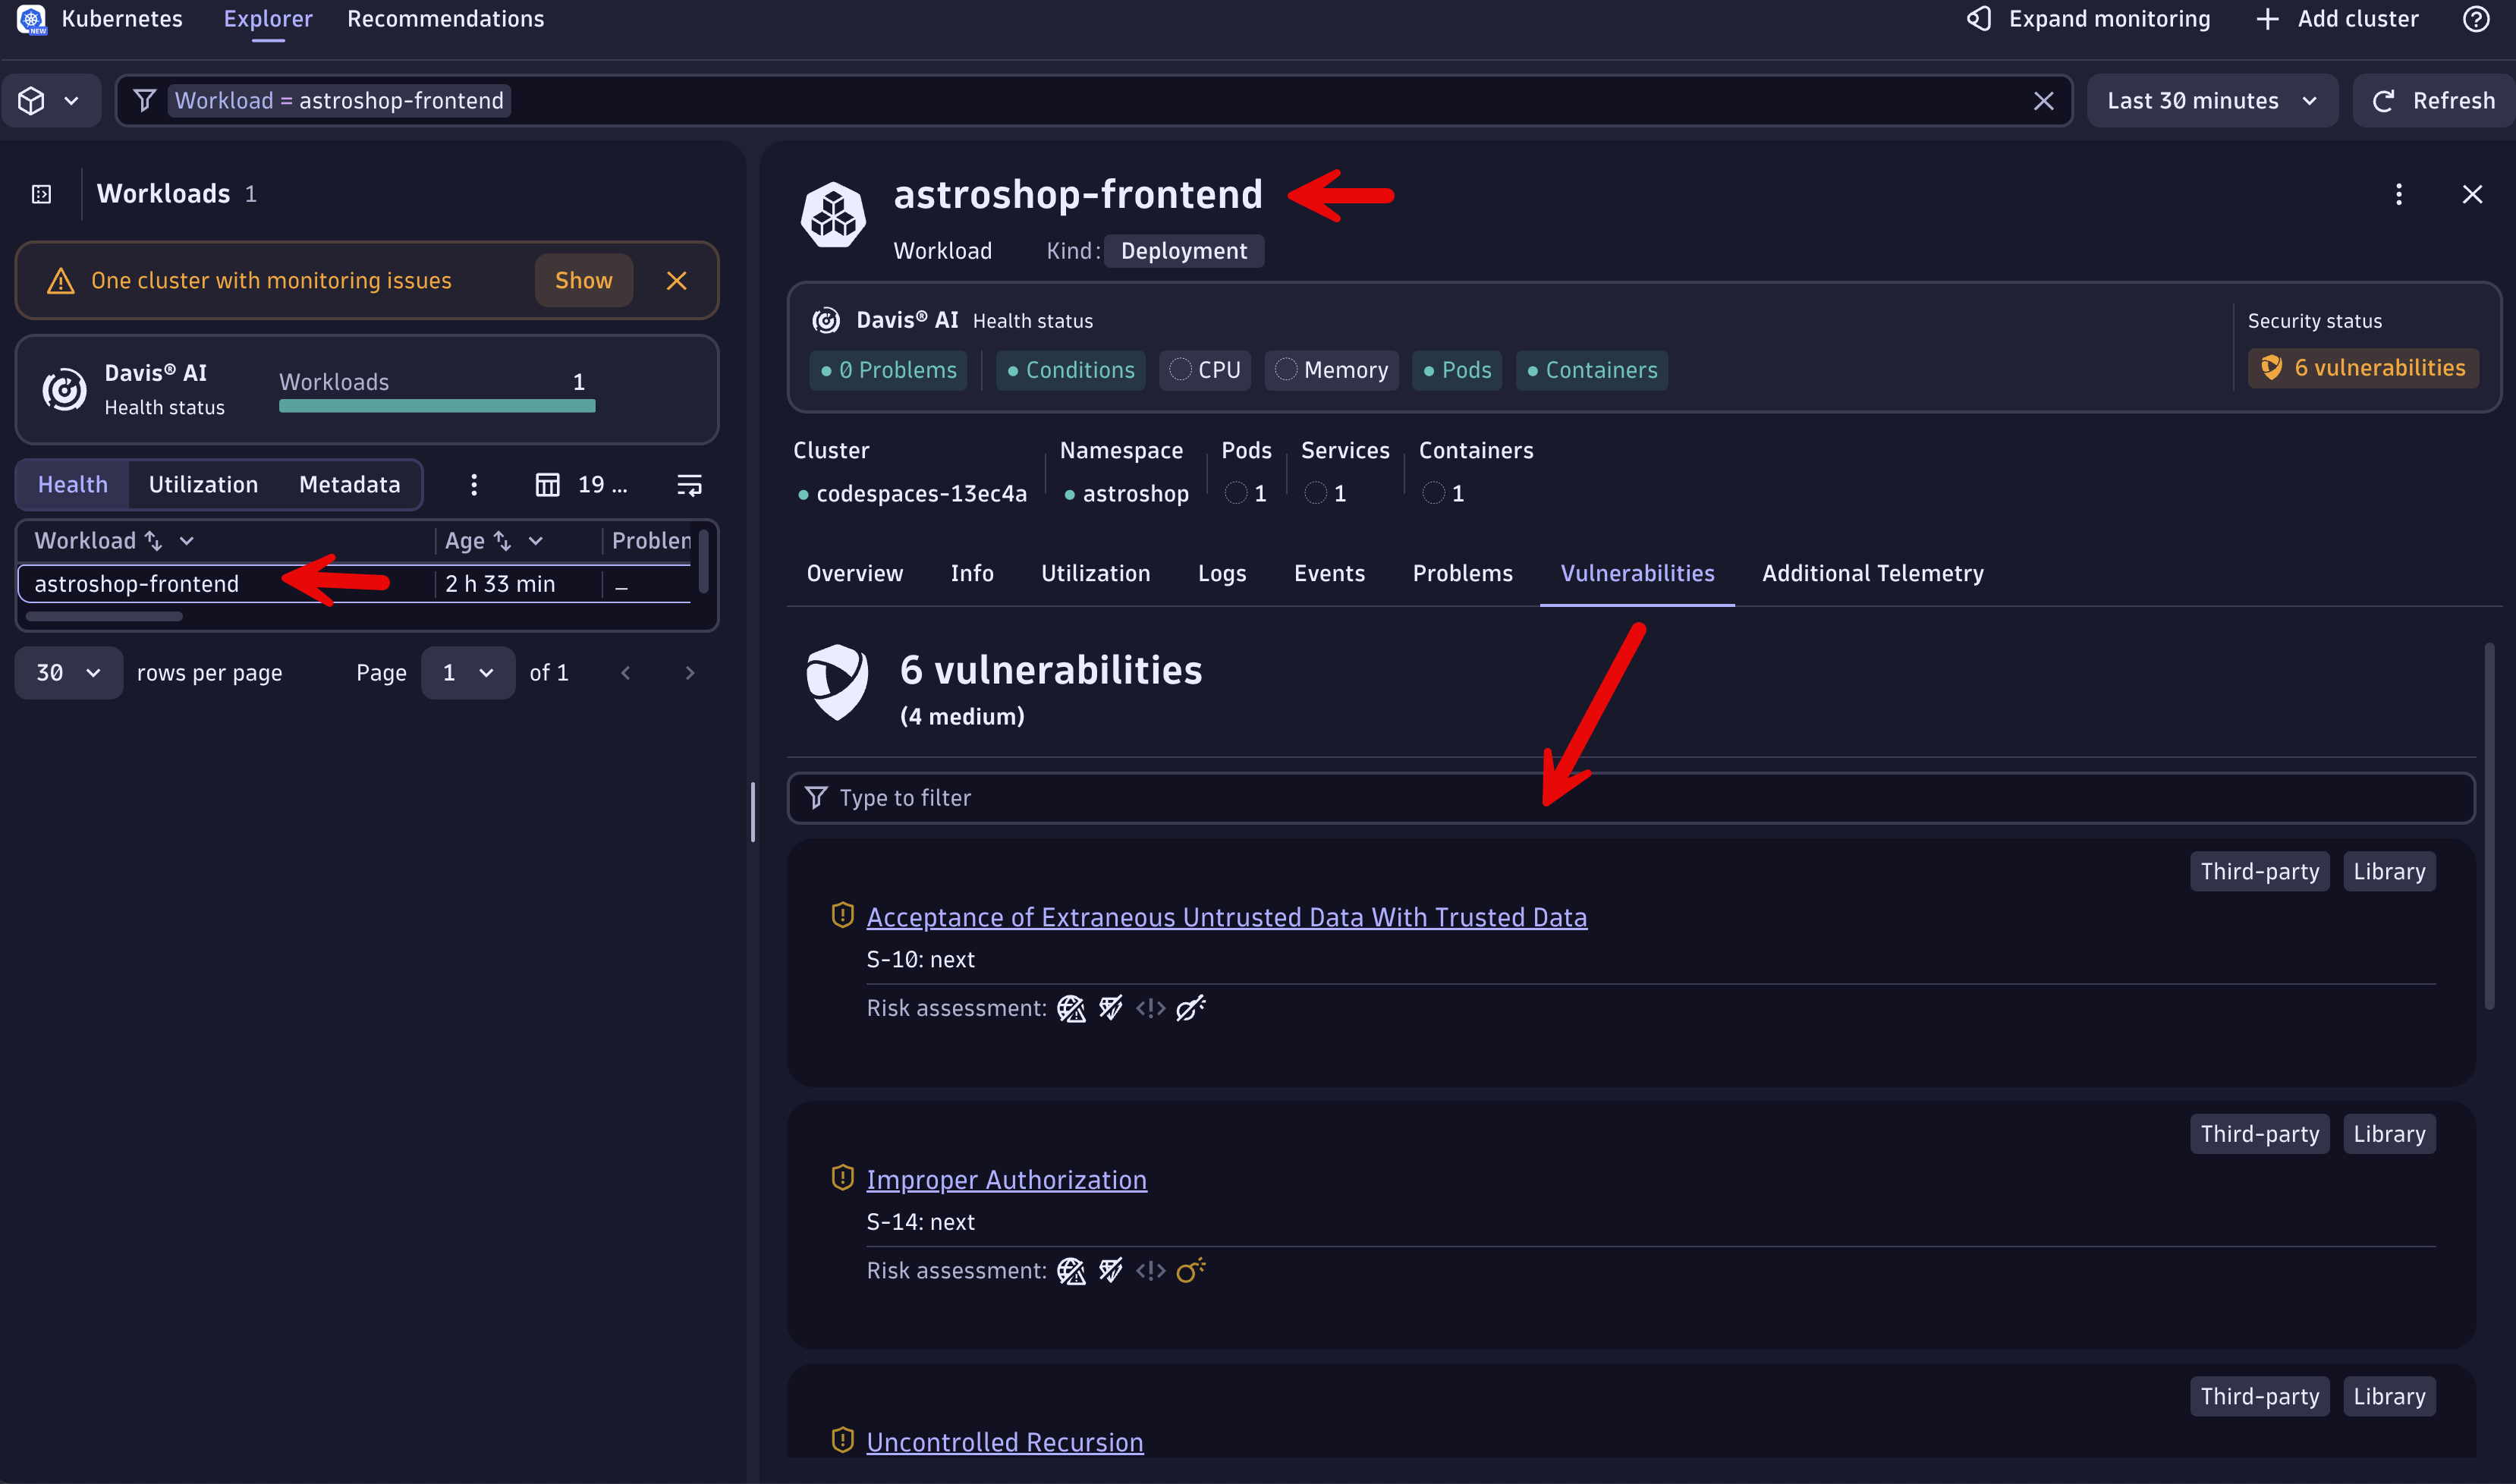 Kubernetes Explorer Recommendations Expand monitoring Add cluster
NEW
Workload = astroshop-frontend Last 30 minutes Refresh
Workloads 1
One cluster with monitoring issues Show
Davis® AI
Health status
Workloads 1
Health Utilization Metadata 19 ...
Workload Age Problem
astroshop-frontend 2 h 33 min –
30 rows per page Page 1 of 1
astroshop-frontend
Workload Kind: Deployment
Davis® AI Health status
0 Problems Conditions CPU Memory Pods Containers
Security status
6 vulnerabilities
Cluster Namespace Pods Services Containers
codespaces-13ec4a astroshop 1 1 1
Overview Info Utilization Logs Events Problems Vulnerabilities Additional Telemetry
6 vulnerabilities
(4 medium)
Type to filter
Third-party Library
Acceptance of Extraneous Untrusted Data With Trusted Data
S-10: next
Risk assessment:
Third-party Library
Improper Authorization
S-14: next
Risk assessment:
Third-party Library
Uncontrolled Recursion